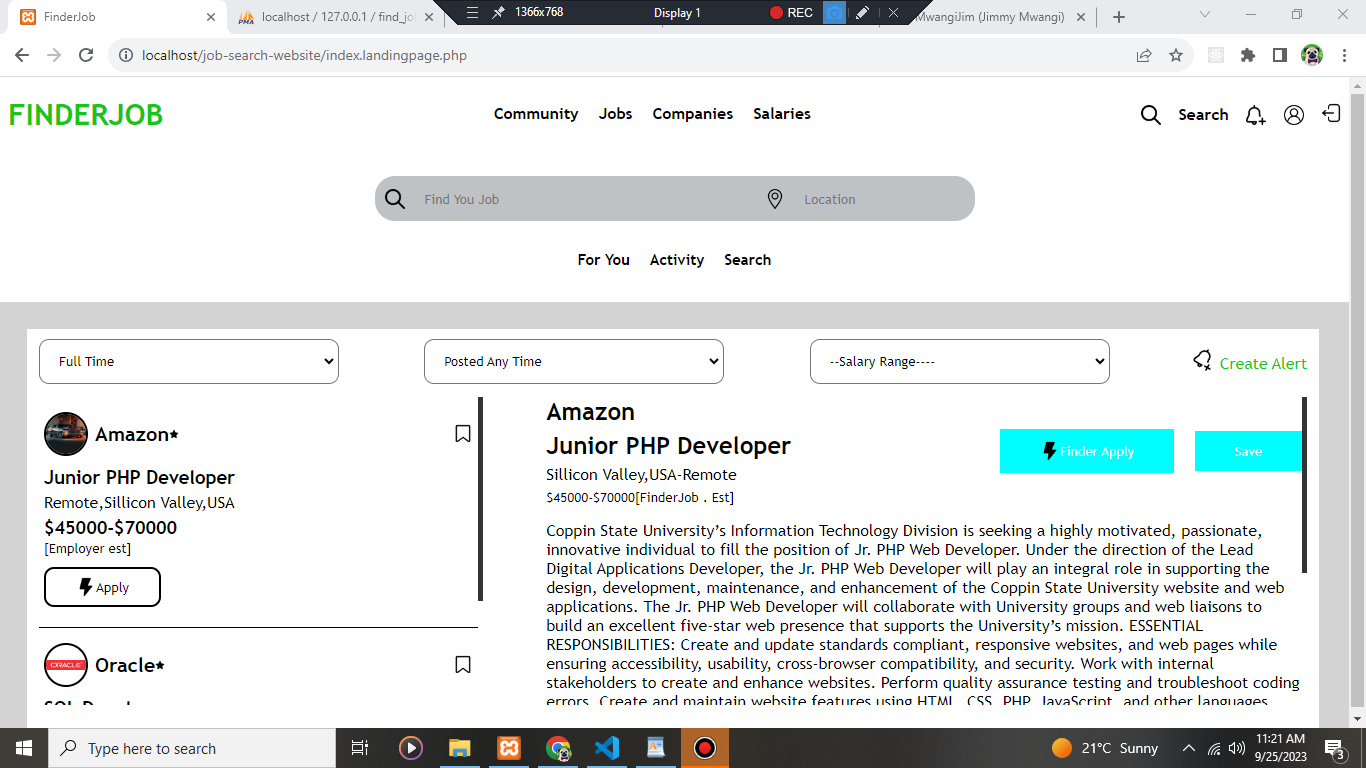 FinderJob
localhost / 127.0.0.1 / find_jo
1366x768
Display 1
REC
MwangiJim (Jimmy Mwangi)
localhost/job-search-website/index.landingpage.php
FINDERJOB
Community
Jobs
Companies
Salaries
Search
Find You Job
Location
For You
Activity
Search
Full Time
Posted Any Time
--Salary Range----
Create Alert
Amazon
Junior PHP Developer
Remote,Sillicon Valley,USA
$45000-$70000
[Employer est]
Apply
ORACLE
Oracle
Amazon
Junior PHP Developer
Sillicon Valley,USA-Remote
$45000-$70000[FinderJob . Est]
Finder Apply
Save
Coppin State University’s Information Technology Division is seeking a highly motivated, passionate,
innovative individual to fill the position of Jr. PHP Web Developer. Under the direction of the Lead
Digital Applications Developer, the Jr. PHP Web Developer will play an integral role in supporting the
design, development, maintenance, and enhancement of the Coppin State University website and web
applications. The Jr. PHP Web Developer will collaborate with University groups and web liaisons to
build an excellent five-star web presence that supports the University’s mission. ESSENTIAL
RESPONSIBILITIES: Create and update standards compliant, responsive websites, and web pages while
ensuring accessibility, usability, cross-browser compatibility, and security. Work with internal
stakeholders to create and enhance websites. Perform quality assurance testing and troubleshoot coding
errors. Create and maintain website features using HTML, CSS, PHP, JavaScript, and other languages
Type here to search
21°C Sunny
11:21 AM
9/25/2023
3